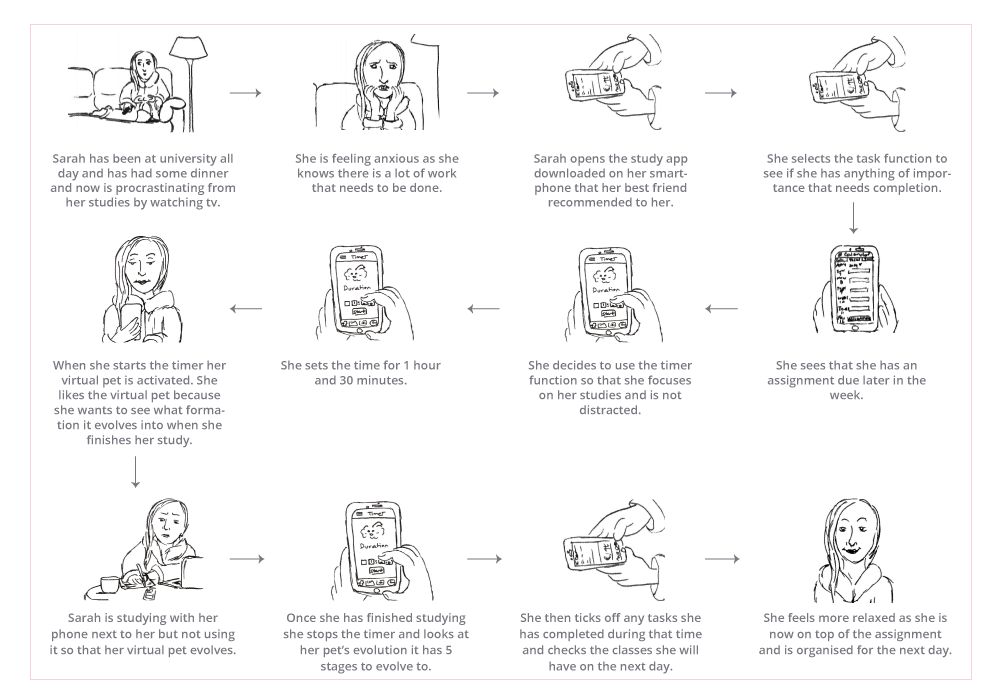 Sarah has been at university all
day and has had some dinner
and now is procrastinating from
her studies by watching tv.
She is feeling anxious as she
knows there is a lot of work
that needs to be done.
Sarah opens the study app
downloaded on her smart-
phone that her best friend
recommended to her.
She selects the task function to
see if she has anything of impor-
tance that needs completion.
Calendar
She sees that she has an
assignment due later in the
week.
Timer
Duration
Start
She decides to use the timer
function so that she focuses
on her studies and is not
distracted.
Timer
Duration
Start
She sets the time for 1 hour
and 30 minutes.
When she starts the timer her
virtual pet is activated. She
likes the virtual pet because
she wants to see what forma-
tion it evolves into when she
finishes her study.
Sarah is studying with her
phone next to her but not using
it so that her virtual pet evolves.
Timer
Duration
Start
Once she has finished studying
she stops the timer and looks at
her pet's evolution it has 5
stages to evolve to.
She then ticks off any tasks she
has completed during that time
and checks the classes she will
have on the next day.
She feels more relaxed as she is
now on top of the assignment
and is organised for the next day.